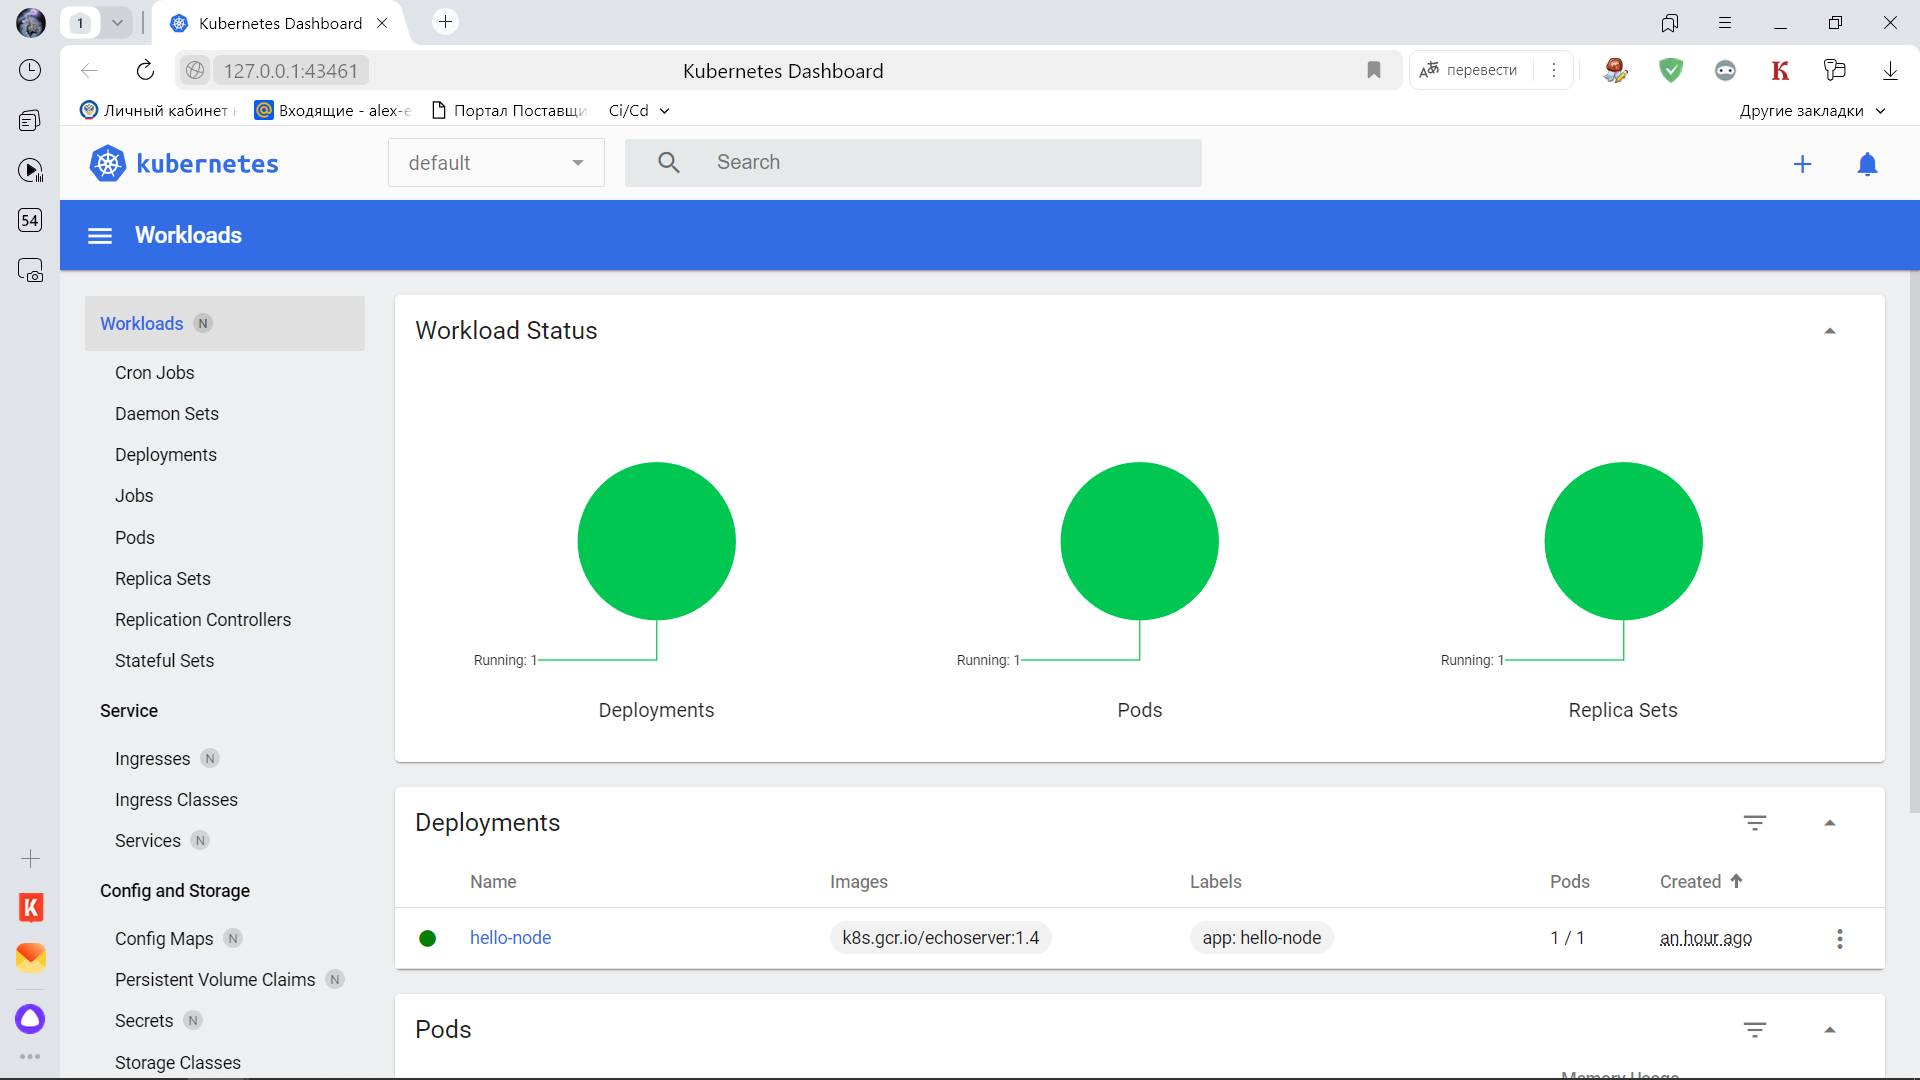 1
Kubernetes Dashboard
127.0.0.1:43461
Kubernetes Dashboard
перевести
K
Личный кабинет
Входящие - alex-e
Портал Поставщи
Ci/Cd
Другие закладки
kubernetes
default
Search
54
Workloads
Workloads N
Cron Jobs
Daemon Sets
Deployments
Jobs
Pods
Replica Sets
Replication Controllers
Stateful Sets
Service
Ingresses N
Ingress Classes
Services N
Config and Storage
Config Maps N
Persistent Volume Claims N
Secrets N
Storage Classes
K
Workload Status
Running: 1
Deployments
Running: 1
Pods
Running: 1
Replica Sets
Deployments
Name Images Labels Pods Created
hello-node k8s.gcr.io/echoserver:1.4 app: hello-node 1 / 1 an hour ago
Pods
Memory Usage